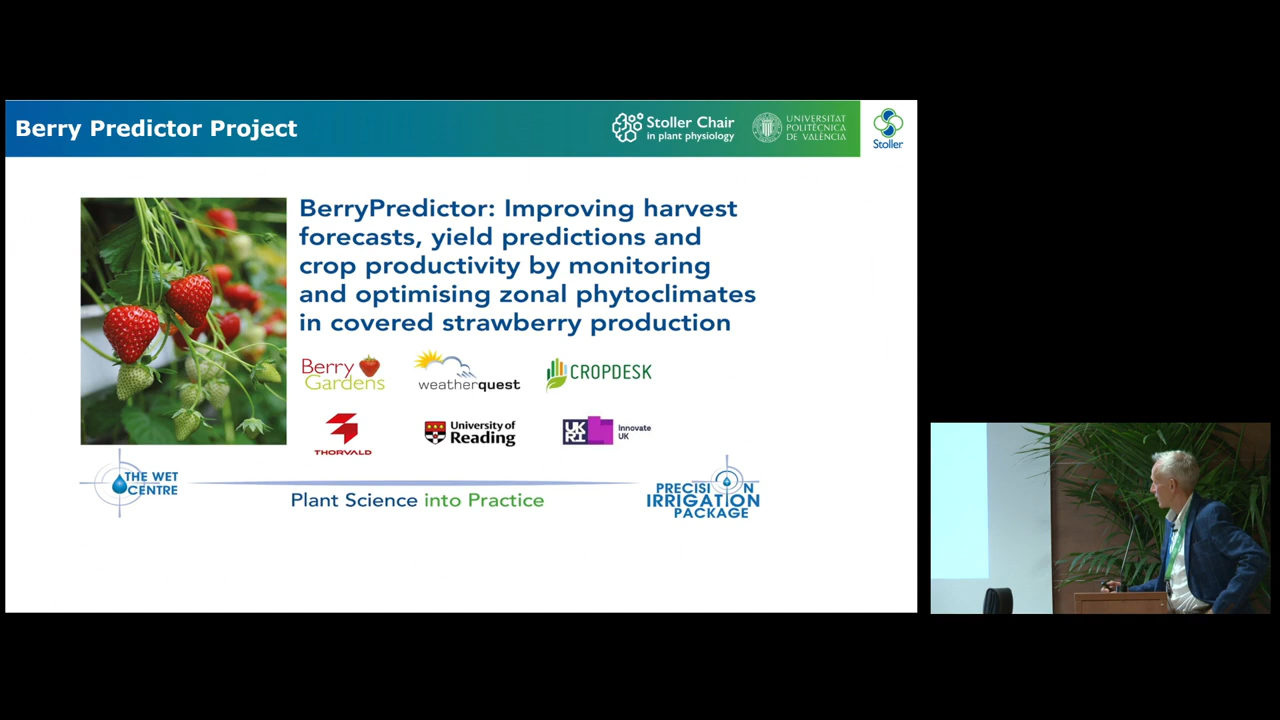 Berry Predictor Project
Stoller Chair
in plant physiology
UNIVERSITAT
POLITÈCNICA
DE VALÈNCIA
Stoller
BerryPredictor: Improving harvest
forecasts, yield predictions and
crop productivity by monitoring
and optimising zonal phytoclimates
in covered strawberry production
Berry
Gardens
weatherquest
CROPDESK
THORVALD
University of
Reading
UK
RI
Innovate
UK
THE WET
CENTRE
Plant Science into Practice
PRECISION
IRRIGATION
PACKAGE